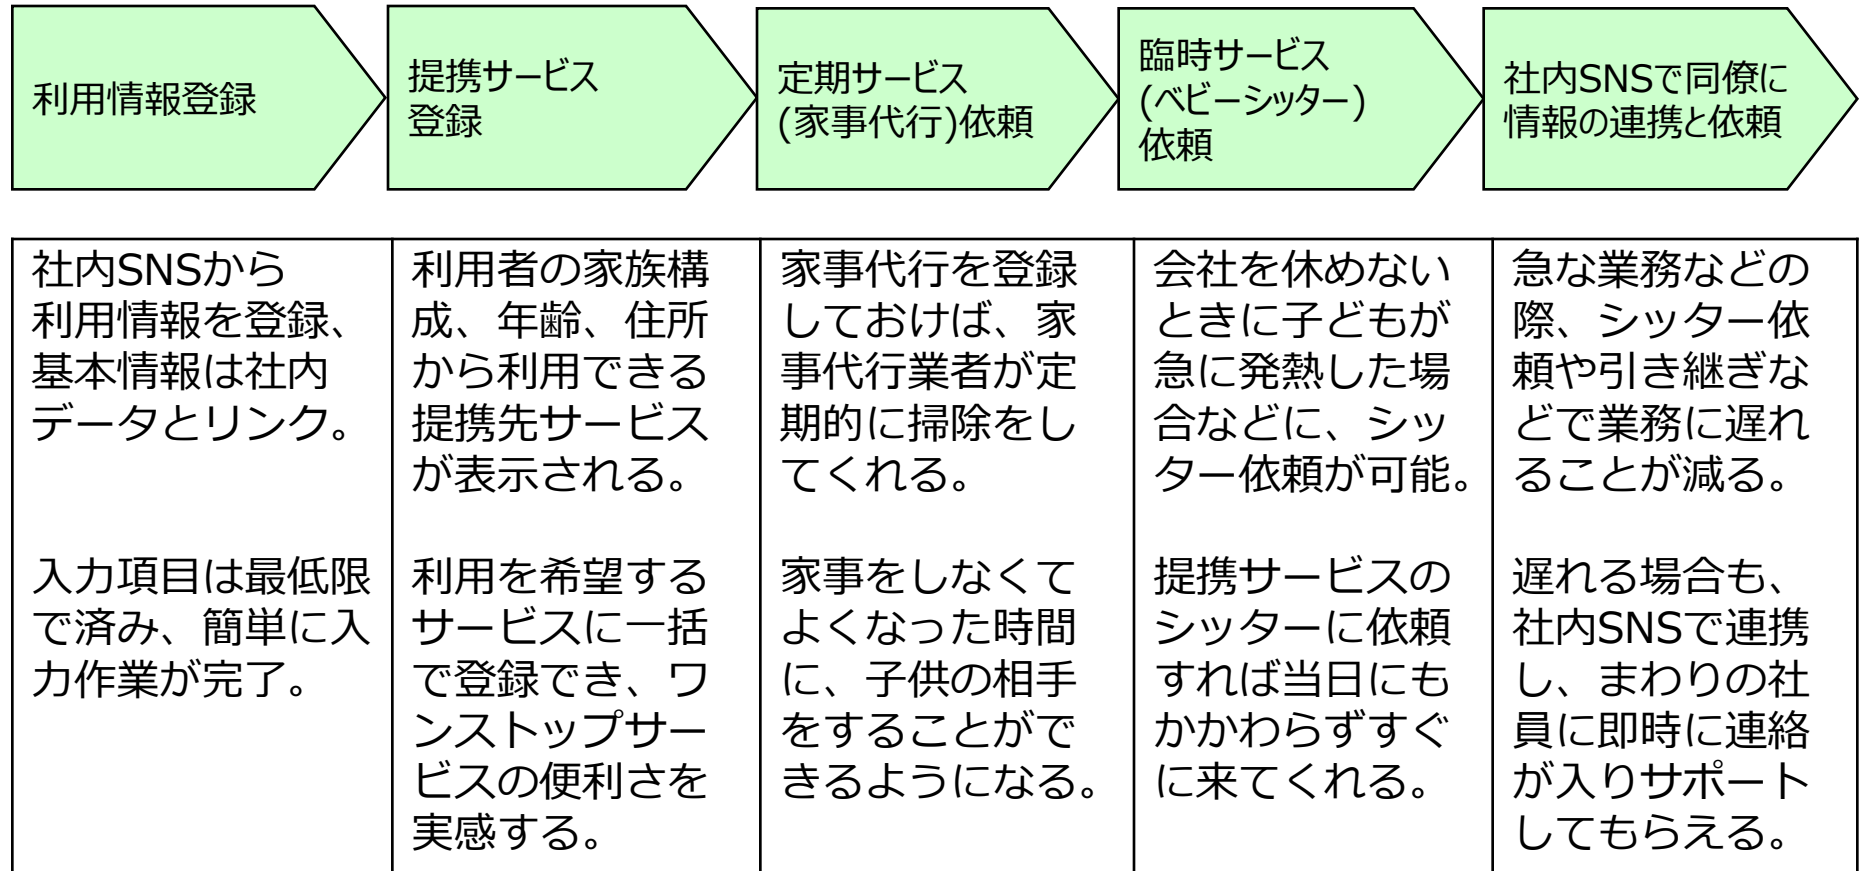 利用情報登録
提携サービス
登録
定期サービス
(家事代行)依頼
臨時サービス
(ベビーシッター)
依頼
社内SNSで同僚に
情報の連携と依頼
社内SNSから
利用情報を登録、
基本情報は社内
データとリンク。
入力項目は最低限
で済み、簡単に入
力作業が完了。
利用者の家族構
成、年齢、住所
から利用できる
提携先サービス
が表示される。
利用を希望する
サービスに一括
で登録でき、ワ
ンストップサー
ビスの便利さを
実感する。
家事代行を登録
しておけば、家
事代行業者が定
期的に掃除をし
てくれる。
家事をしなくて
よくなった時間
に、子供の相手
をすることがで
きるようになる。
会社を休めない
ときに子どもが
急に発熱した場
合などに、シッ
ター依頼が可能。
提携サービスの
シッターに依頼
すれば当日にも
かかわらずすぐ
に来てくれる。
急な業務などの
際、シッター依
頼や引き継ぎな
どで業務に遅れ
ることが減る。
遅れる場合も、
社内SNSで連携
し、まわりの社
員に即時に連絡
が入りサポート
してもらえる。